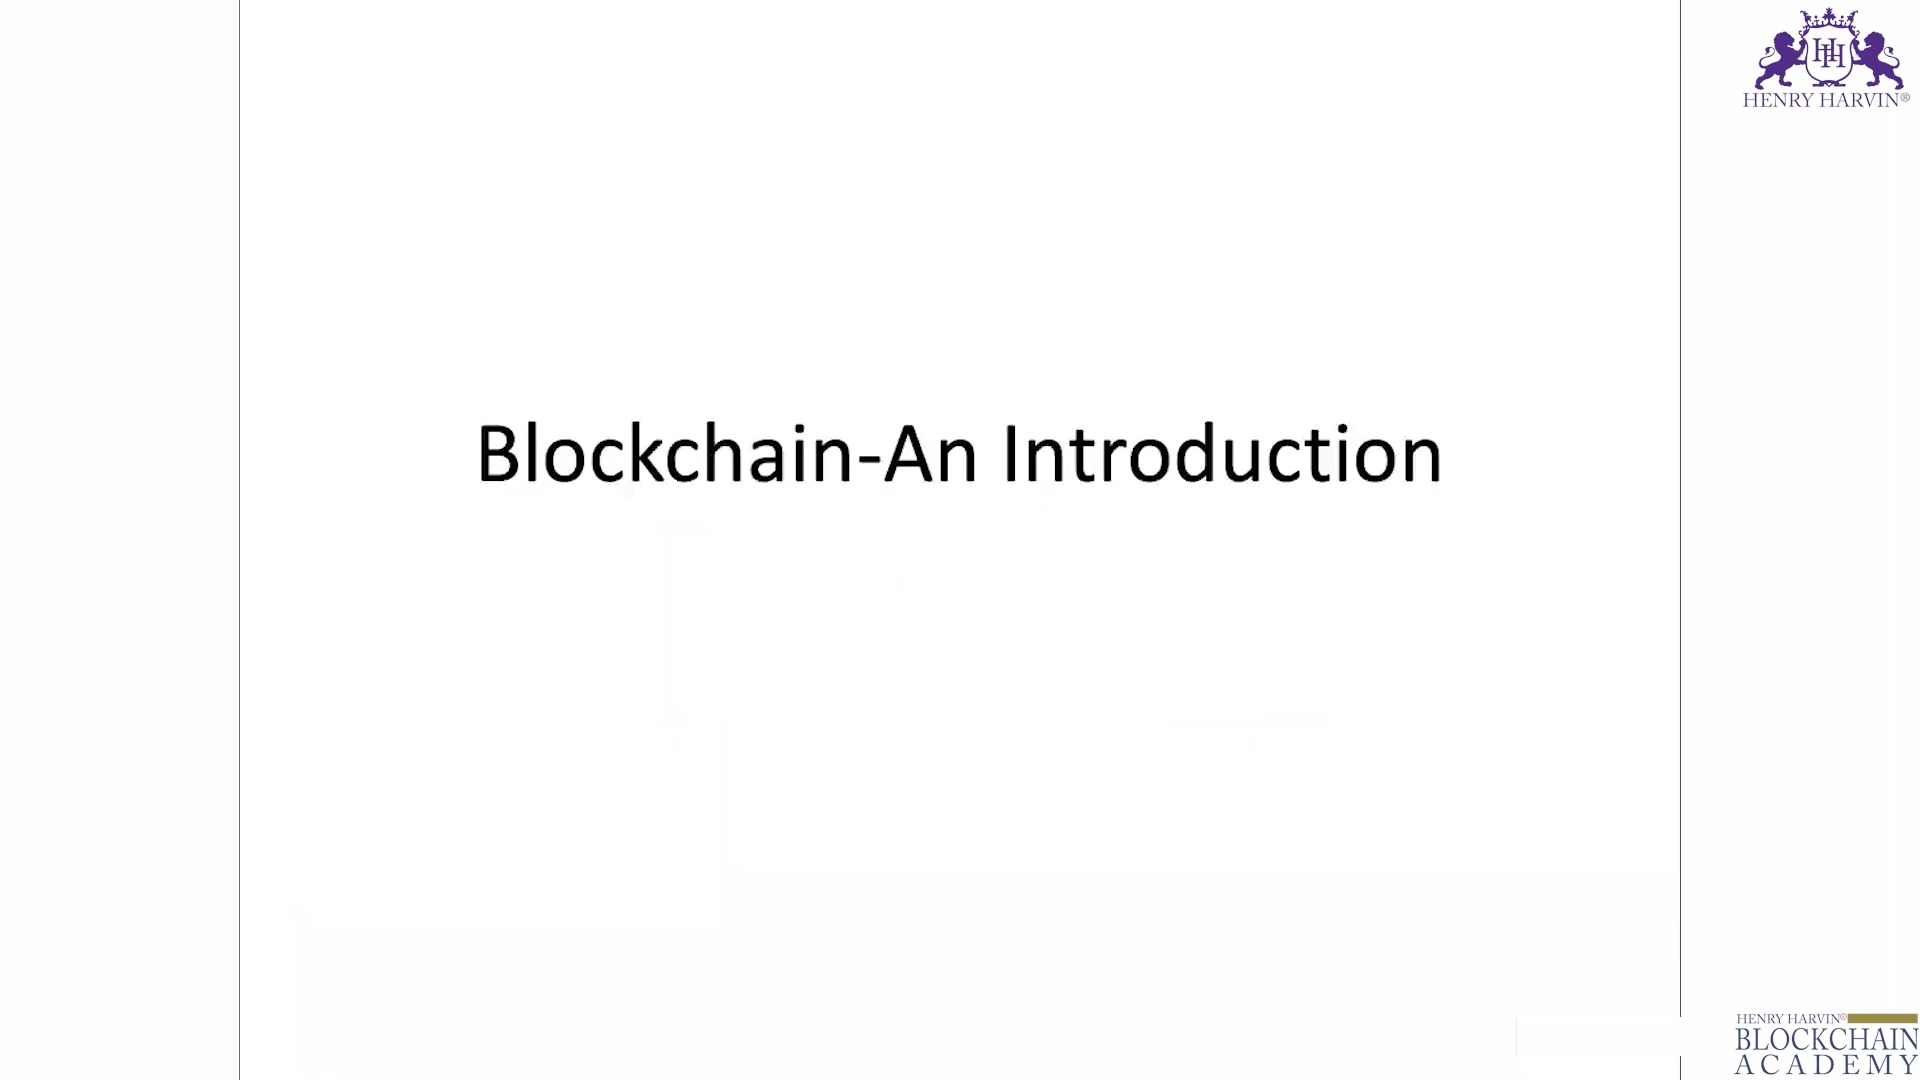 HENRY HARVIN®
Blockchain-An Introduction
HENRY HARVIN®
BLOCKCHAIN
ACADEMY